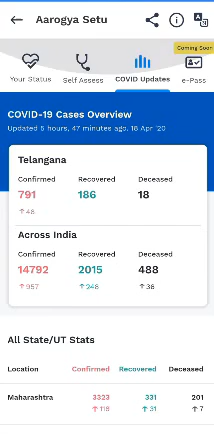 Aarogya Setu
Coming Soon
Your Status Self Assess COVID Updates e-Pass
COVID-19 Cases Overview
Updated 5 hours, 47 minutes ago, 18 Apr '20
Telangana
Confirmed Recovered Deceased
791 186 18
↑48
Across India
Confirmed Recovered Deceased
14792 2015 488
↑957 ↑248 ↑36
All State/UT Stats
Location Confirmed Recovered Deceased
Maharashtra 3323 331 201
↑118 ↑31 ↑7